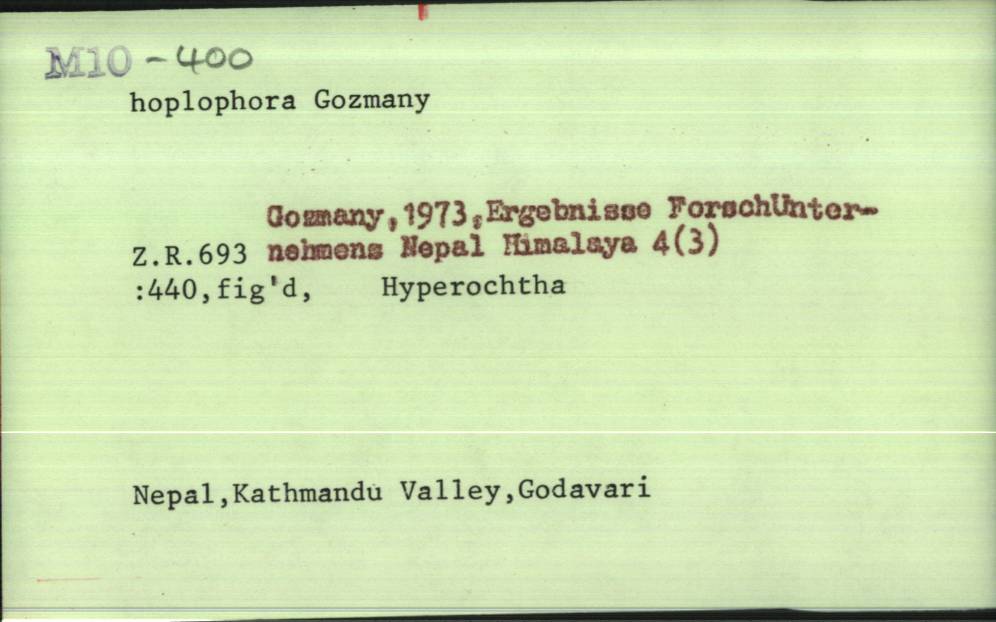 M10 - 400
hoplophora Gozmany
Gozmany,1973,Ergebnisse ForschUnter-
Z.R.693 nehmens Nepal Himalaya 4(3)
:440,fig'd, Hyperochtha
Nepal,Kathmandu Valley,Godavari